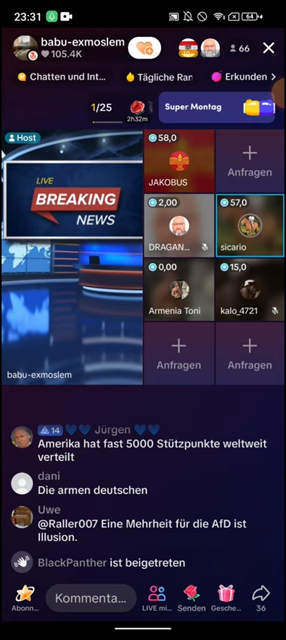 23:31
64
babu-exmoslem
105.4K
66
Chatten und Int...
Tägliche Ran
Erkunden
1/25
2h32m
Super Montag
Host
58,0
LIVE
BREAKING
NEWS
JAKOBUS
Anfragen
2,00
57,0
DRAGAN...
sicario
0,00
15,0
Armenia Toni
kalo_4721
babu-exmoslem
Anfragen
Anfragen
14 Jürgen
Amerika hat fast 5000 Stützpunkte weltweit
verteilt
dani
Die armen deutschen
Uwe
@Raller007 Eine Mehrheit für die AfD ist
Illusion.
BlackPanther ist beigetreten
Kommenta...
Abonn...
LIVE mi...
Senden
Gesche...
36